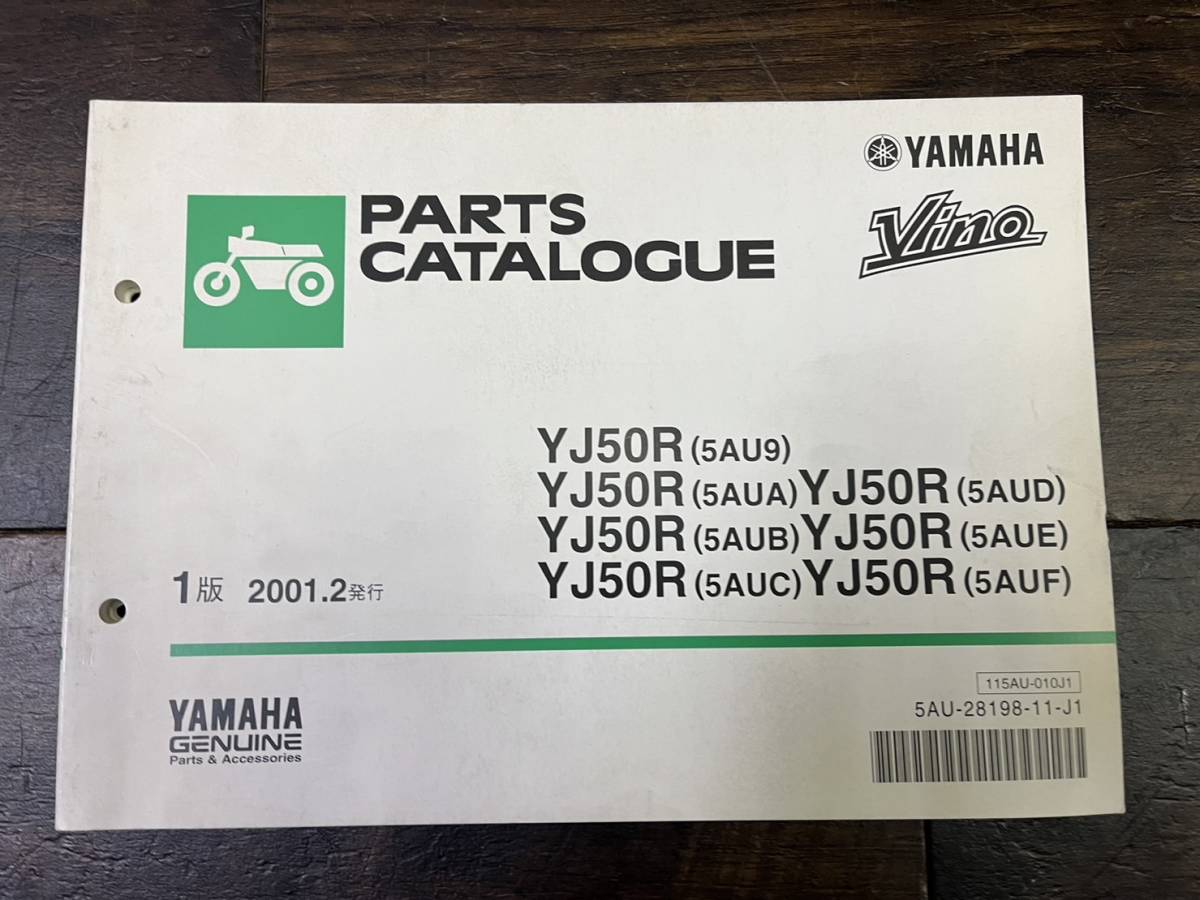 YAMAHA
Vino
PARTS
CATALOGUE
YJ50R (5AU9)
YJ50R (5AUA) YJ50R (5AUD)
YJ50R (5AUB) YJ50R (5AUE)
YJ50R (5AUC) YJ50R (5AUF)
1版 2001.2発行
115AU-010J1
5AU-28198-11-J1
YAMAHA
GENUINE
Parts & Accessories